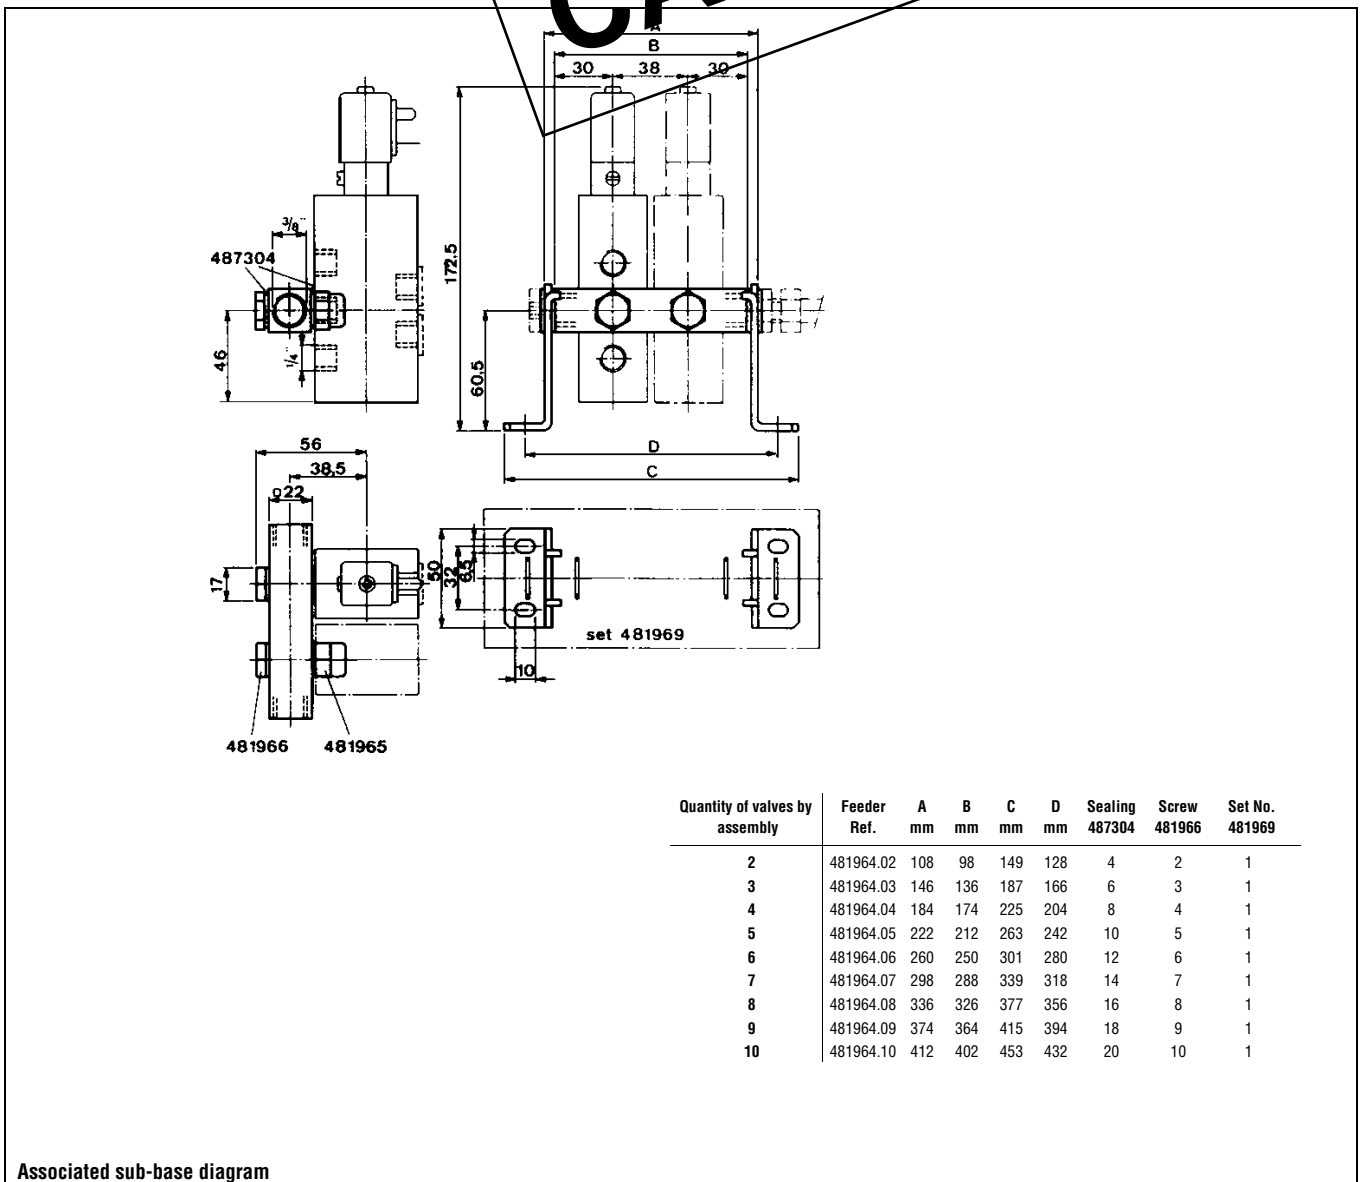 CA
A
B
30 38 30
3/8"
487304
172,5
46
1/4"
60,5
D
C
56
38,5
□22
17
50
32
6,5
set 481969
10
481966 481965
Quantity of valves by assembly Feeder Ref. A mm B mm C mm D mm Sealing 487304 Screw 481966 Set No. 481969
2 481964.02 108 98 149 128 4 2 1
3 481964.03 146 136 187 166 6 3 1
4 481964.04 184 174 225 204 8 4 1
5 481964.05 222 212 263 242 10 5 1
6 481964.06 260 250 301 280 12 6 1
7 481964.07 298 288 339 318 14 7 1
8 481964.08 336 326 377 356 16 8 1
9 481964.09 374 364 415 394 18 9 1
10 481964.10 412 402 453 432 20 10 1
Associated sub-base diagram